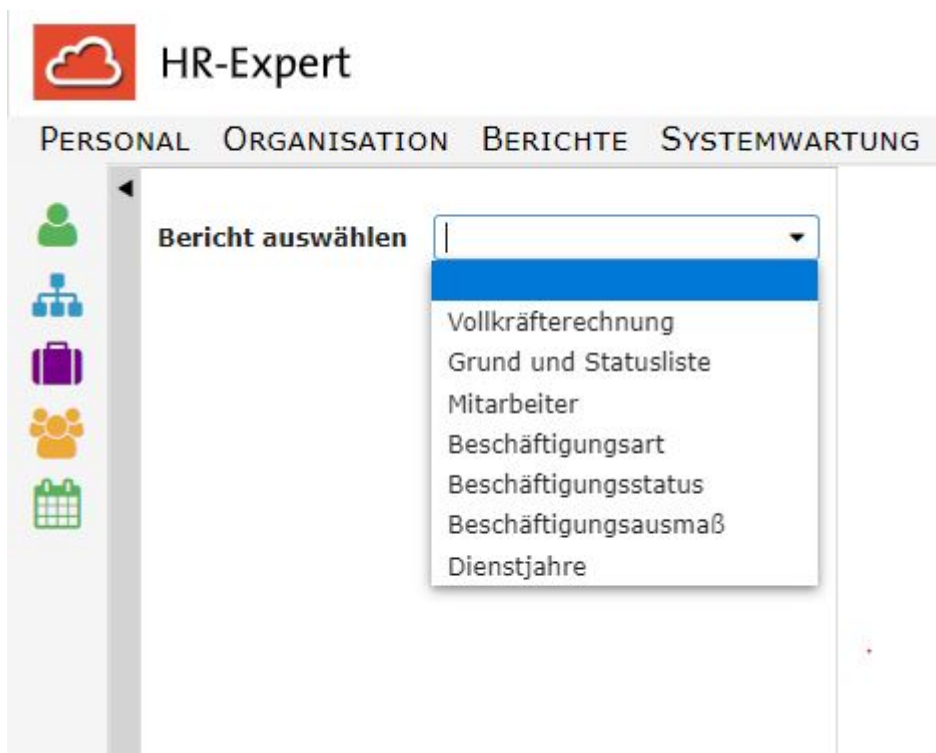 HR-Expert
PERSONAL ORGANISATION BERICHTE SYSTEMWARTUNG
Bericht auswählen
Vollkräfterechnung
Grund und Statusliste
Mitarbeiter
Beschäftigungsart
Beschäftigungsstatus
Beschäftigungsausmaß
Dienstjahre